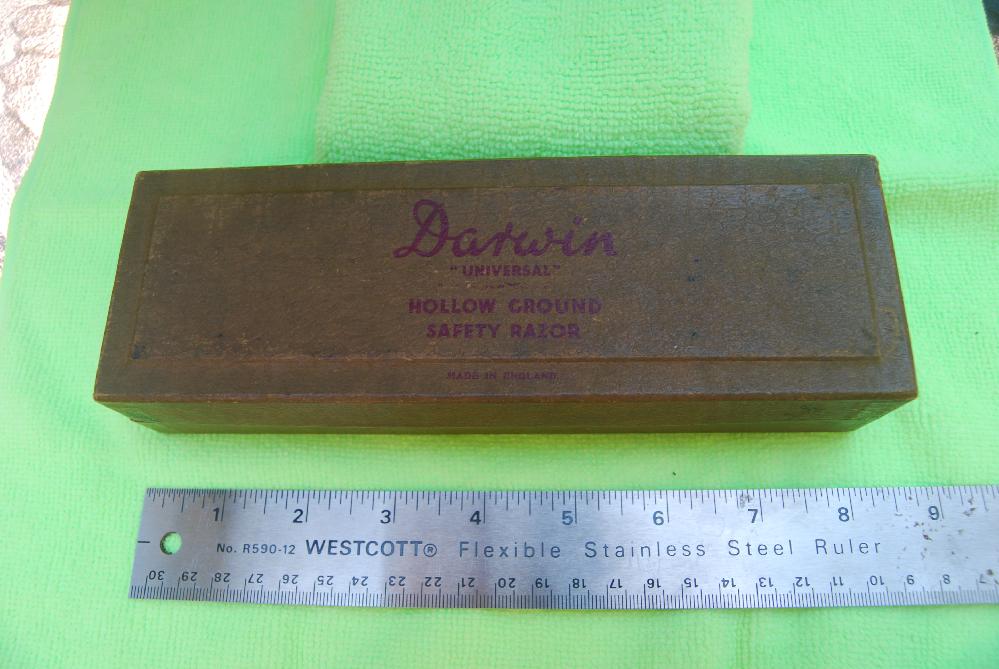 Darwin
"UNIVERSAL"
HOLLOW GROUND
SAFETY RAZOR
MADE IN ENGLAND
1 2 3 4 5 6 7 8 9
No. R590-12 WESTCOTT® Flexible Stainless Steel Ruler
30 29 28 27 26 25 24 23 22 21 20 19 18 17 16 15 14 13 12 11 10 9 8 7